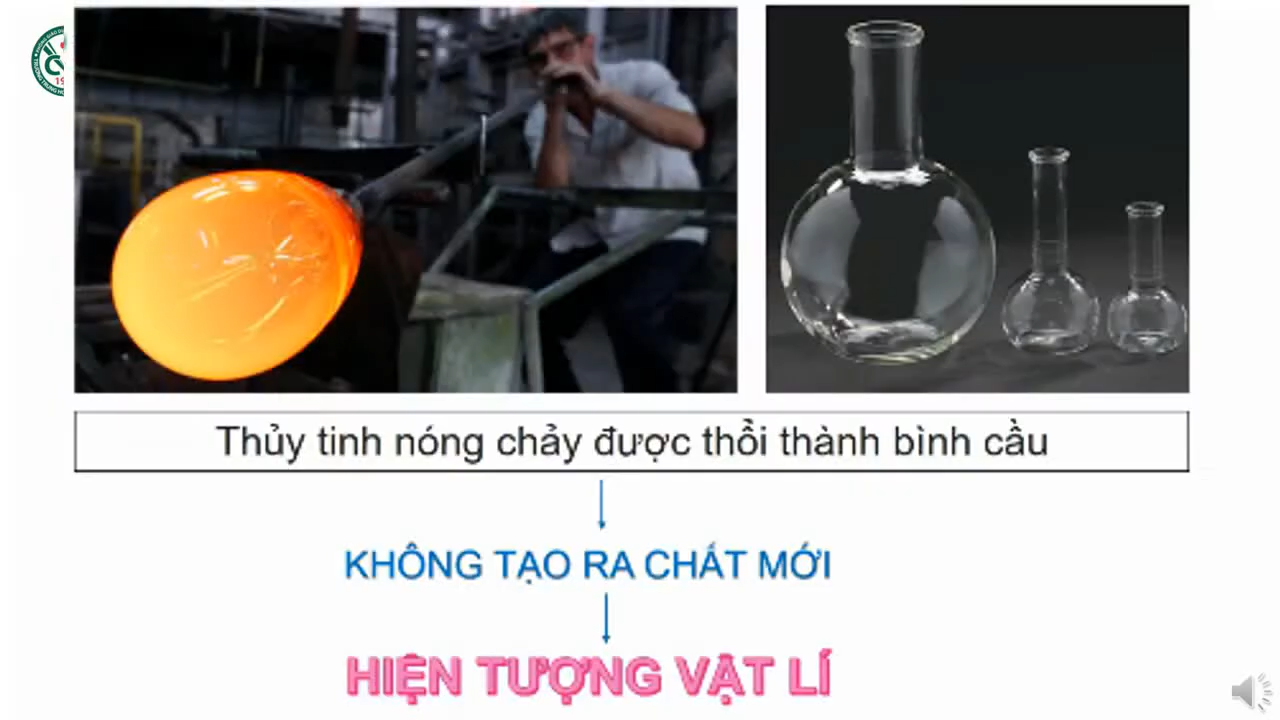 Thủy tinh nóng chảy được thổi thành bình cầu
KHÔNG TẠO RA CHẤT MỚI
HIỆN TƯỢNG VẬT LÍ